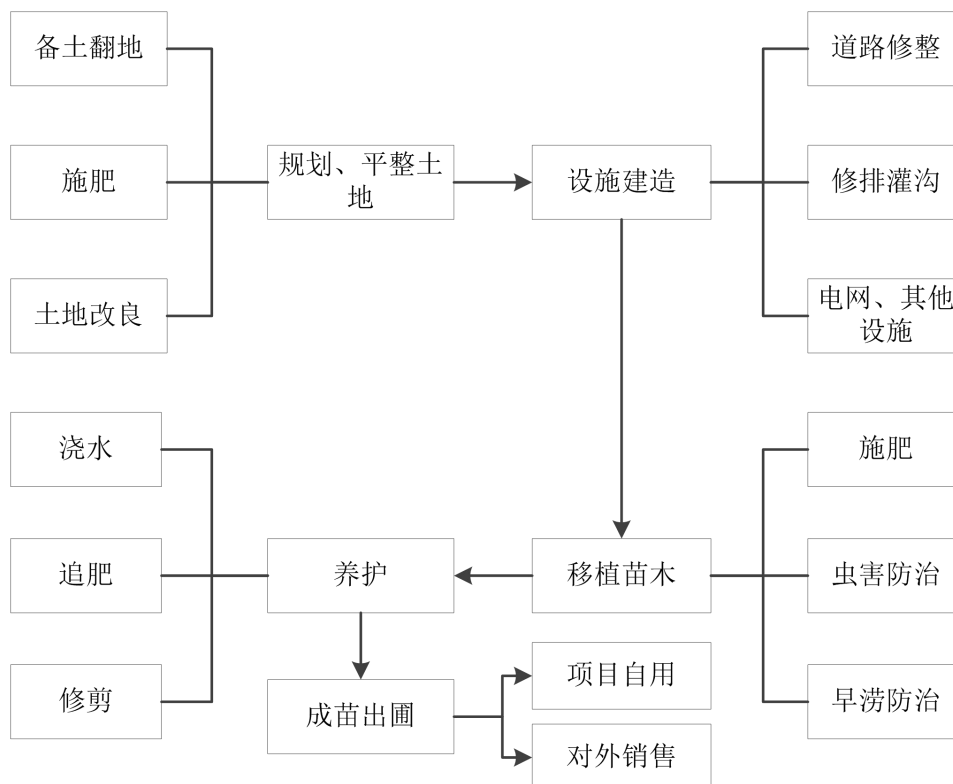 备土翻地
道路修整
施肥
规划、平整土
地
设施建造
修排灌沟
土地改良
电网、其他
设施
浇水
施肥
追肥
养护
移植苗木
虫害防治
修剪
成苗出圃
项目自用
对外销售
旱涝防治